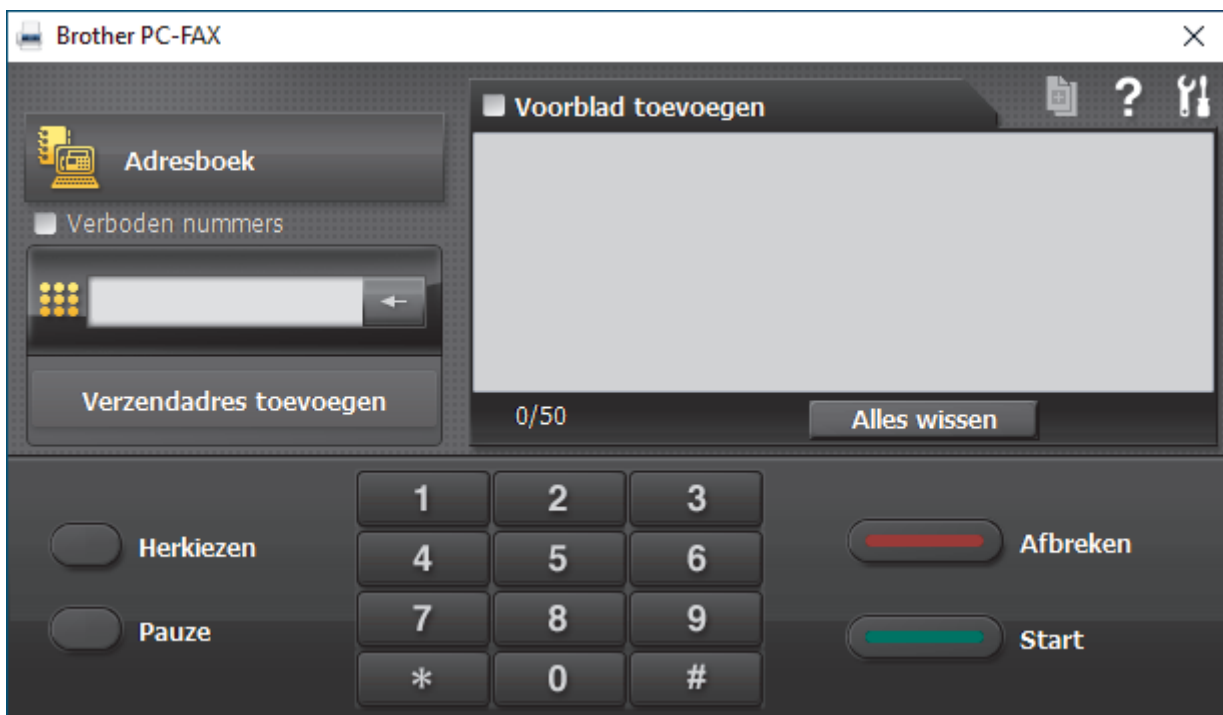 Brother PC-FAX
Voorblad toevoegen
?
Adresboek
Verboden nummers
Verzendadres toevoegen
0/50
Alles wissen
1 2 3
Herkiezen
Afbreken
4 5 6
7 8 9
Pauze
Start
* 0 #